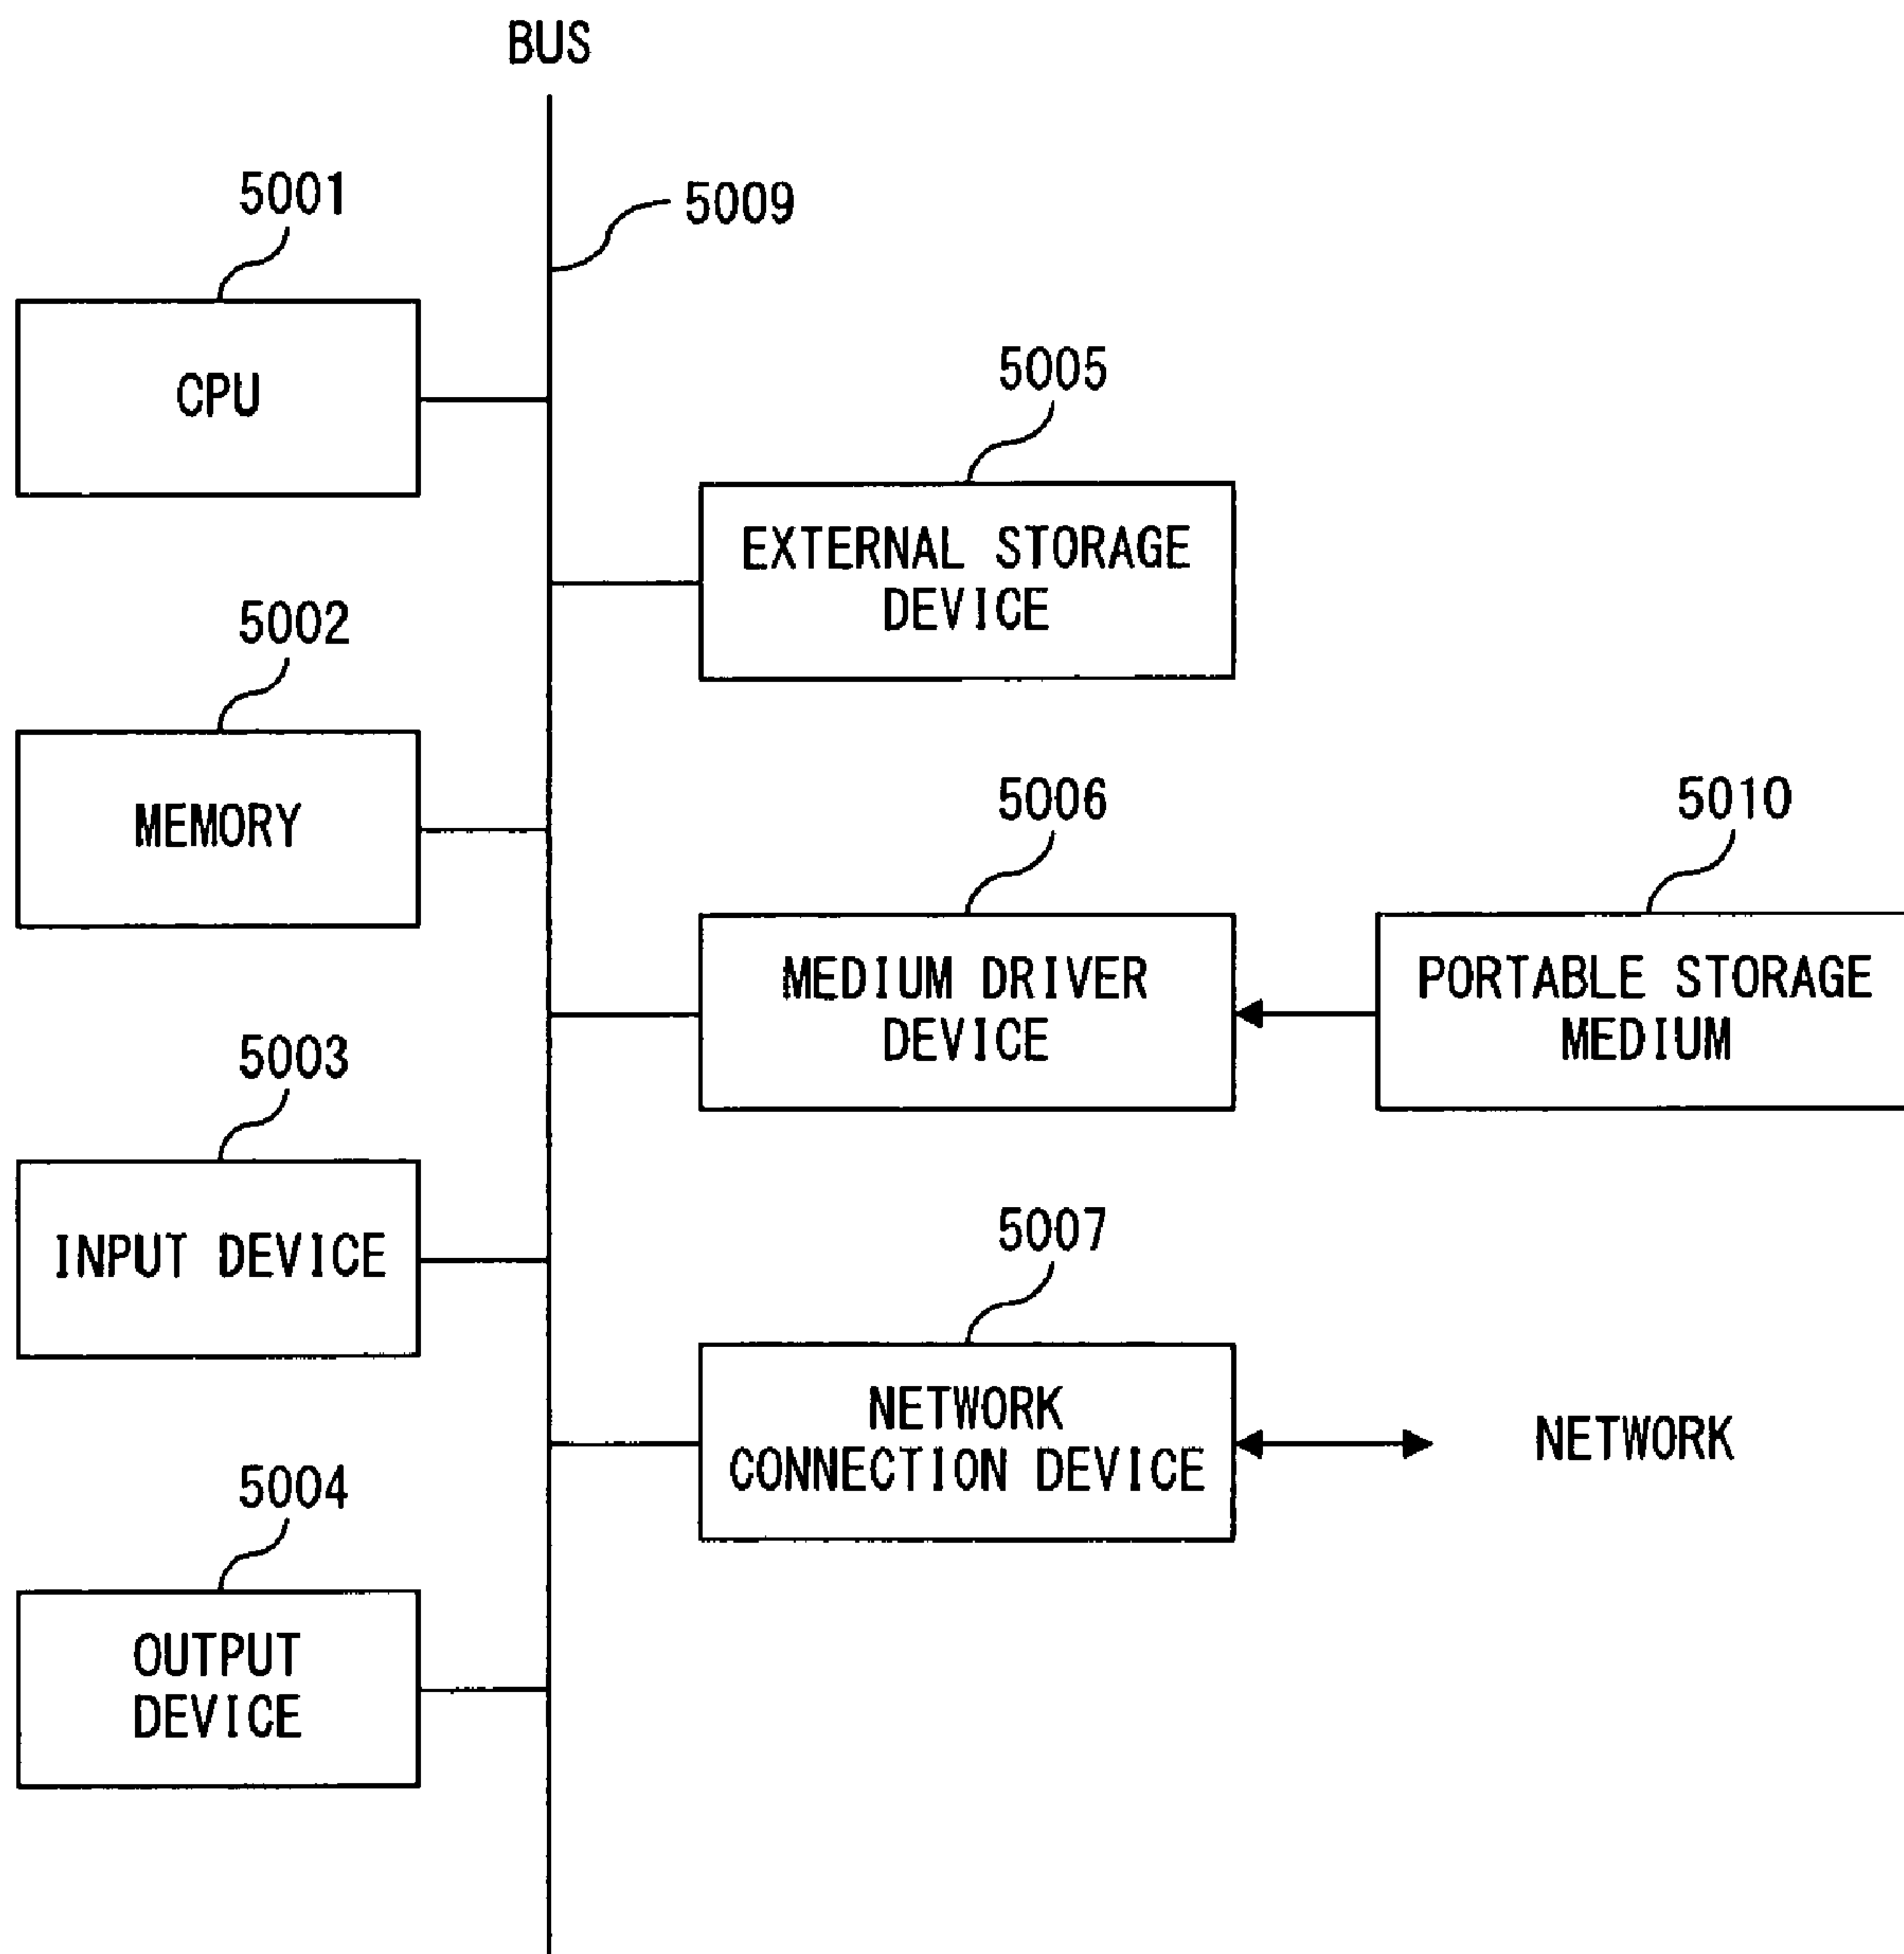 BUS
5001
5009
CPU
5005
EXTERNAL STORAGE
DEVICE
5002
MEMORY
5006
5010
MEDIUM DRIVER
DEVICE
PORTABLE STORAGE
MEDIUM
5003
INPUT DEVICE
5007
NETWORK
CONNECTION DEVICE
NETWORK
5004
OUTPUT
DEVICE